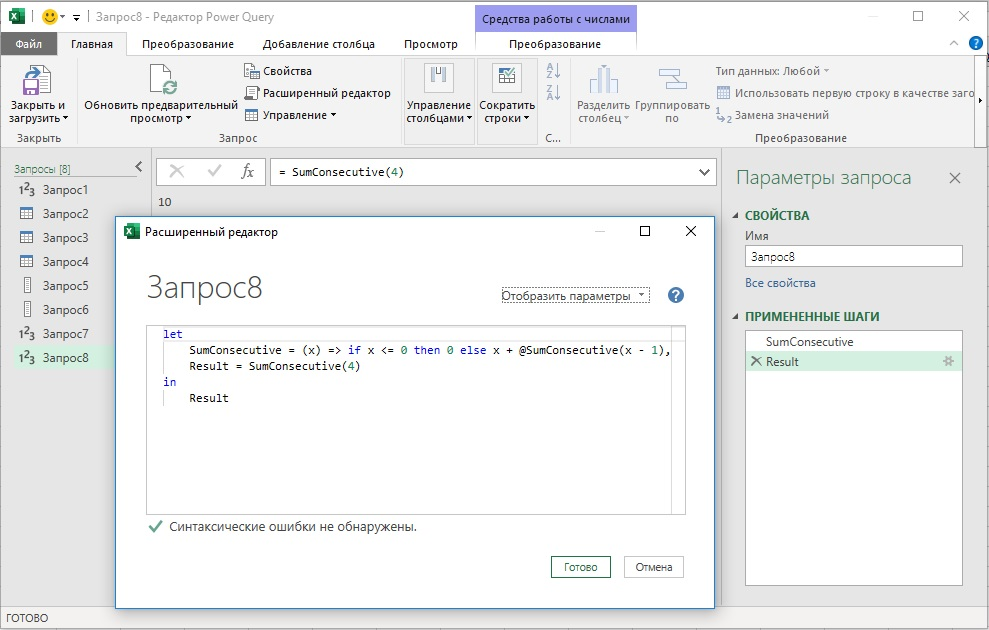 Запрос8 - Редактор Power Query
Средства работы с числами
Файл
Главная
Преобразование
Добавление столбца
Просмотр
Преобразование
Закрыть и загрузить
Закрыть
Обновить предварительный просмотр
Свойства
Расширенный редактор
Управление
Запрос
Управление столбцами
Сократить строки
С...
Разделить столбец
Группировать по
Тип данных: Любой
Использовать первую строку в качестве заго
Замена значений
Преобразование
Запросы [8]
Запрос1
Запрос2
Запрос3
Запрос4
Запрос5
Запрос6
Запрос7
Запрос8
= SumConsecutive(4)
10
Расширенный редактор
Запрос8
Отобразить параметры
let
SumConsecutive = (x) => if x <= 0 then 0 else x + @SumConsecutive(x - 1),
Result = SumConsecutive(4)
in
Result
Синтаксические ошибки не обнаружены.
Готово
Отмена
Параметры запроса
СВОЙСТВА
Имя
Запрос8
Все свойства
ПРИМЕНЕННЫЕ ШАГИ
SumConsecutive
Result
ГОТОВО